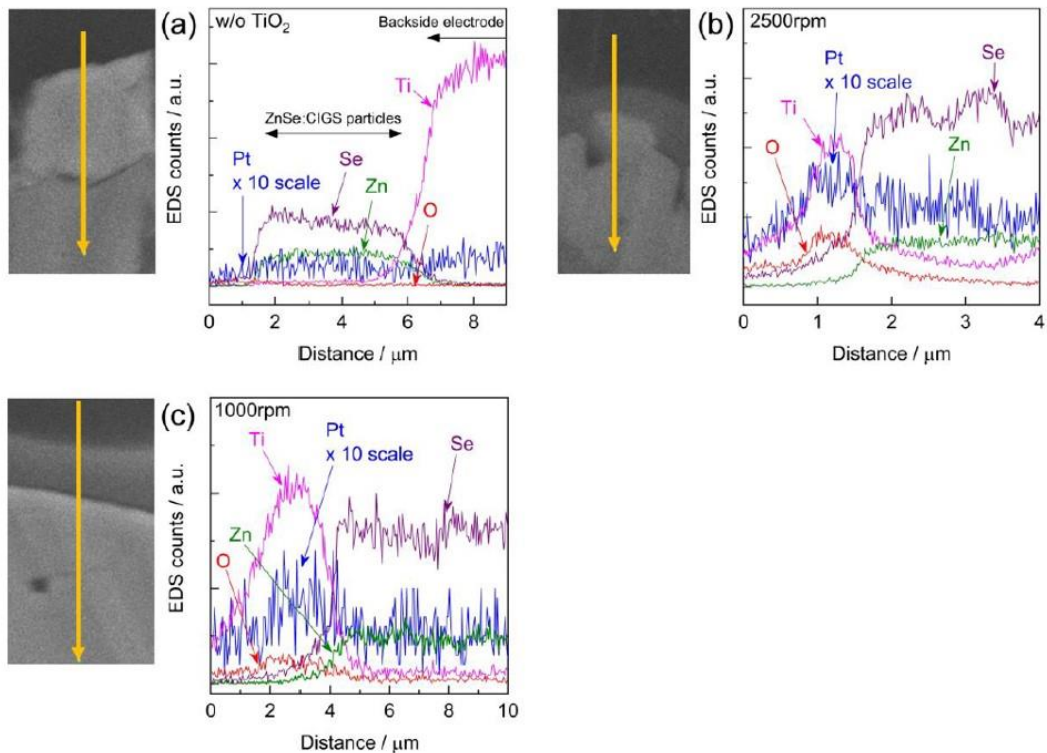 (a)
w/o TiO₂
Backside electrode
Ti
ZnSe:CIGS particles
Pt
x 10 scale
Se
Zn
O
EDS counts / a.u.
0 2 4 6 8
Distance / μm
(b)
2500rpm
Pt
x 10 scale
Se
Ti
O
Zn
EDS counts / a.u.
0 1 2 3 4
Distance / μm
(c)
1000rpm
Ti
Pt
x 10 scale
Se
Zn
O
EDS counts / a.u.
0 2 4 6 8 10
Distance / μm